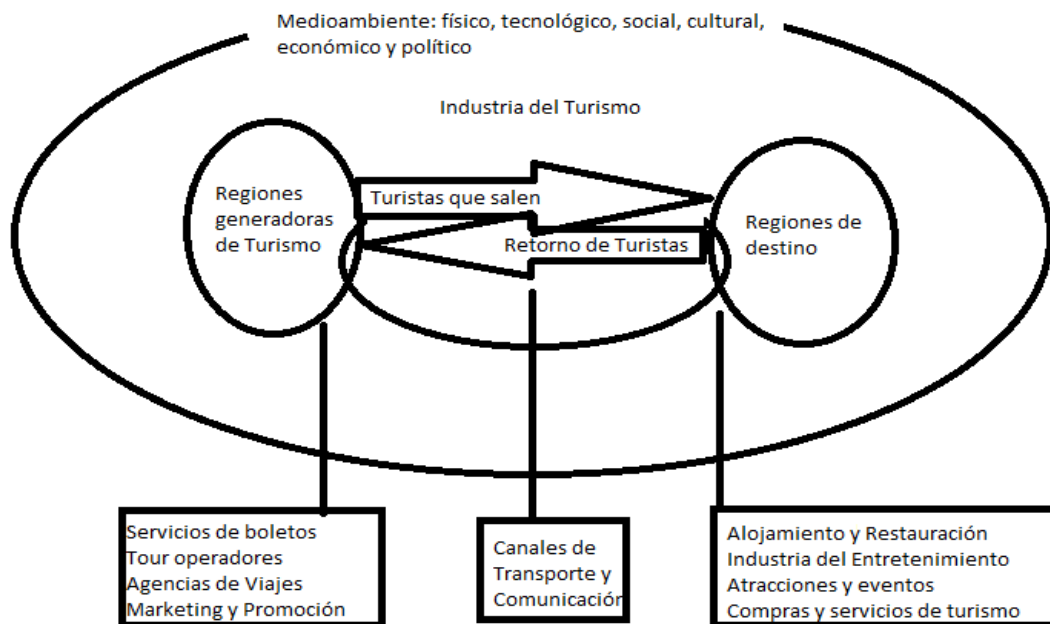 Medioambiente: físico, tecnológico, social, cultural,
económico y político
Industria del Turismo
Regiones
generadoras
de Turismo
Turistas que salen
Retorno de Turistas
Regiones de
destino
Servicios de boletos
Tour operadores
Agencias de Viajes
Marketing y Promoción
Canales de
Transporte y
Comunicación
Alojamiento y Restauración
Industria del Entretenimiento
Atracciones y eventos
Compras y servicios de turismo